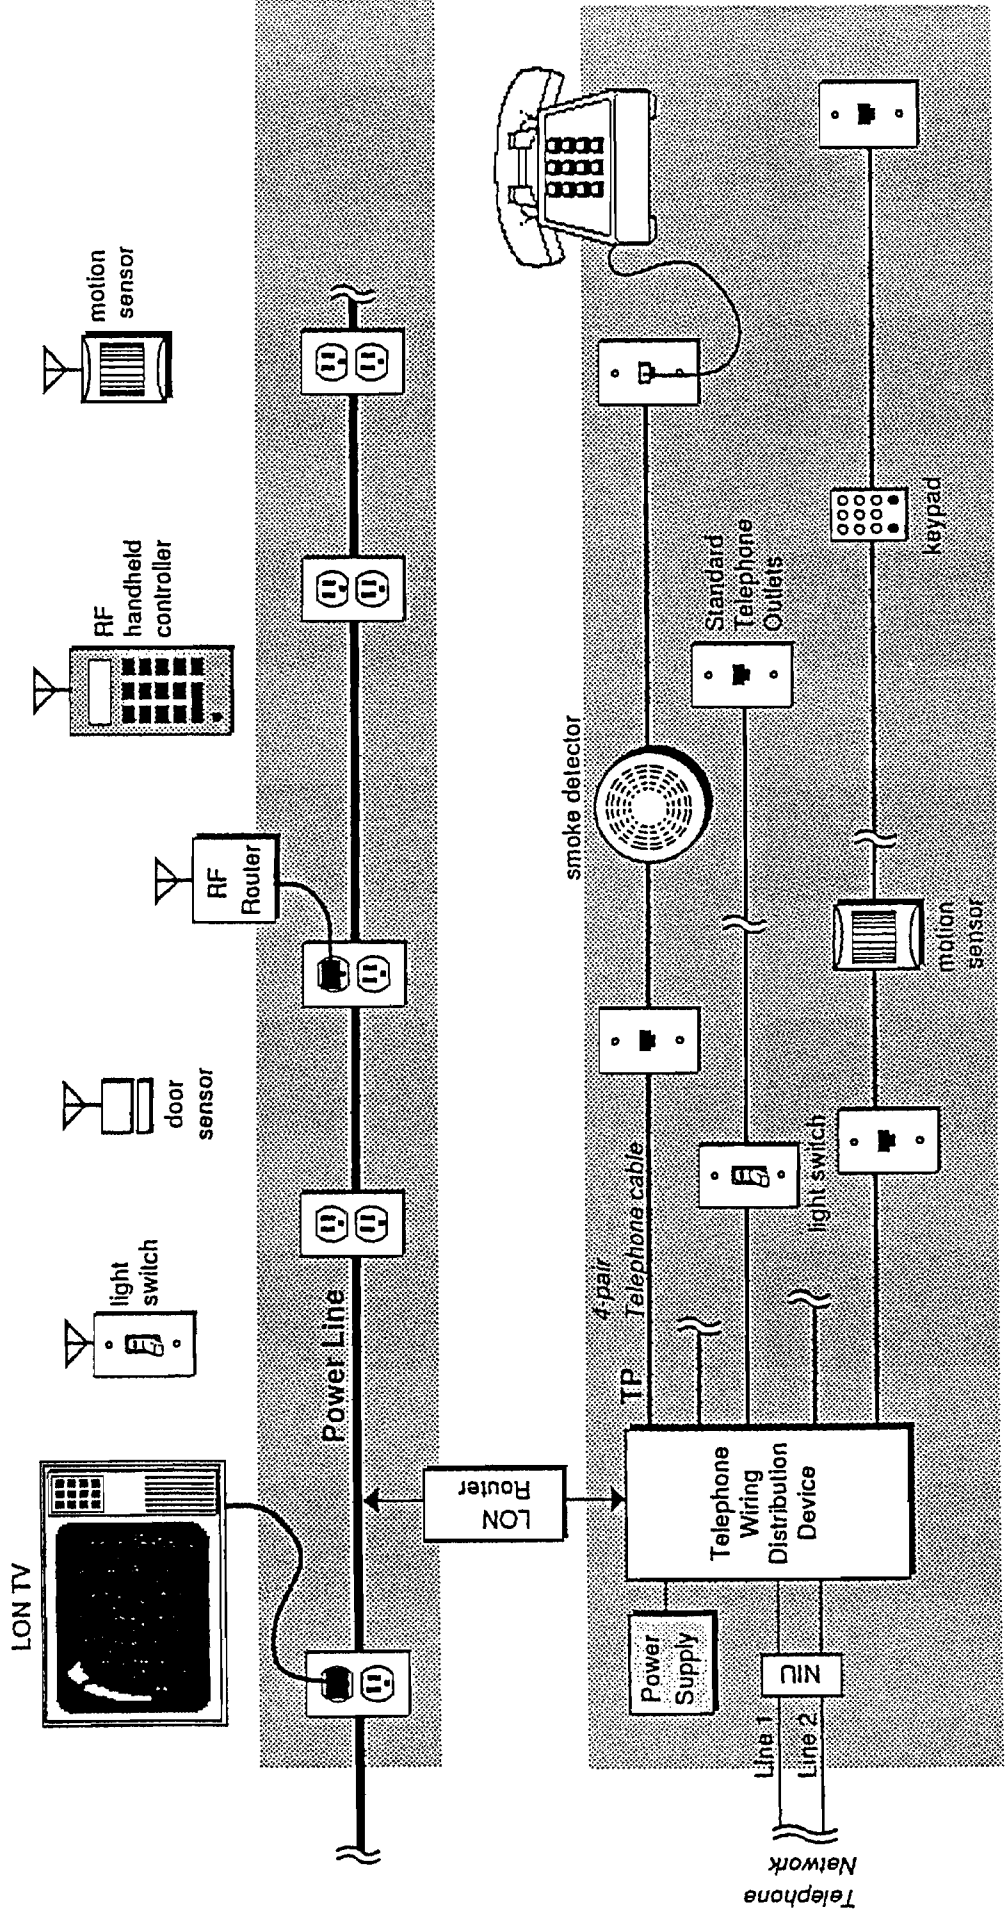 LON TV
light
switch
door
sensor
RF
Router
RF
handheld
controller
motion
sensor
Power Line
LON
Router
TP
4-pair
Telephone cable
smoke detector
Standard
Telephone
Outlets
light switch
motion
sensor
keypad
Telephone
Wiring
Distribution
Device
Power
Supply
NIU
Line 1
Line 2
Telephone
Network